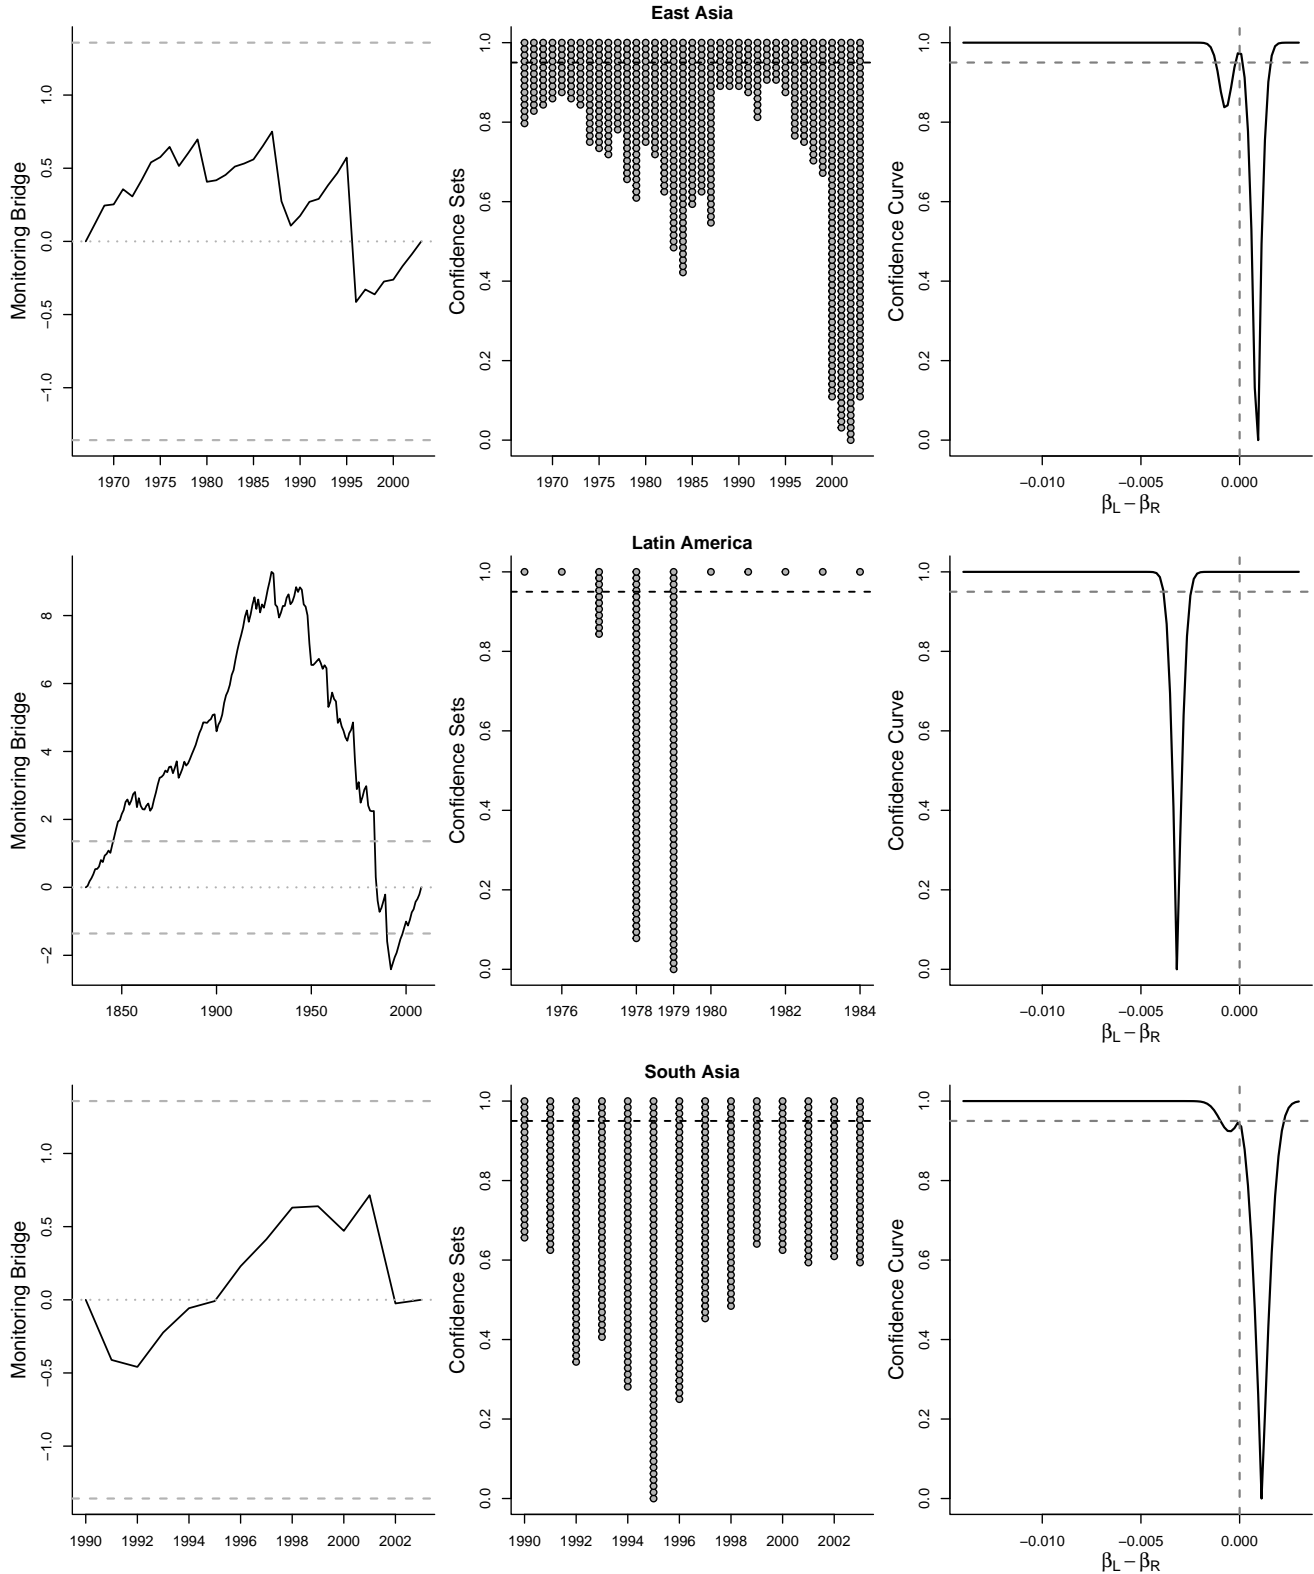 East Asia
Monitoring Bridge
1.0
0.5
0.0
−0.5
−1.0
1970 1975 1980 1985 1990 1995 2000
Confidence Sets
1.0
0.8
0.6
0.4
0.2
0.0
1970 1975 1980 1985 1990 1995 2000
Confidence Curve
1.0
0.8
0.6
0.4
0.2
0.0
−0.010 −0.005 0.000
βL − βR
Latin America
Monitoring Bridge
8
6
4
2
0
−2
1850 1900 1950 2000
Confidence Sets
1.0
0.8
0.6
0.4
0.2
0.0
1976 1978 1979 1980 1982 1984
Confidence Curve
1.0
0.8
0.6
0.4
0.2
0.0
−0.010 −0.005 0.000
βL − βR
South Asia
Monitoring Bridge
1.0
0.5
0.0
−0.5
−1.0
1990 1992 1994 1996 1998 2000 2002
Confidence Sets
1.0
0.8
0.6
0.4
0.2
0.0
1990 1992 1994 1996 1998 2000 2002
Confidence Curve
1.0
0.8
0.6
0.4
0.2
0.0
−0.010 −0.005 0.000
βL − βR